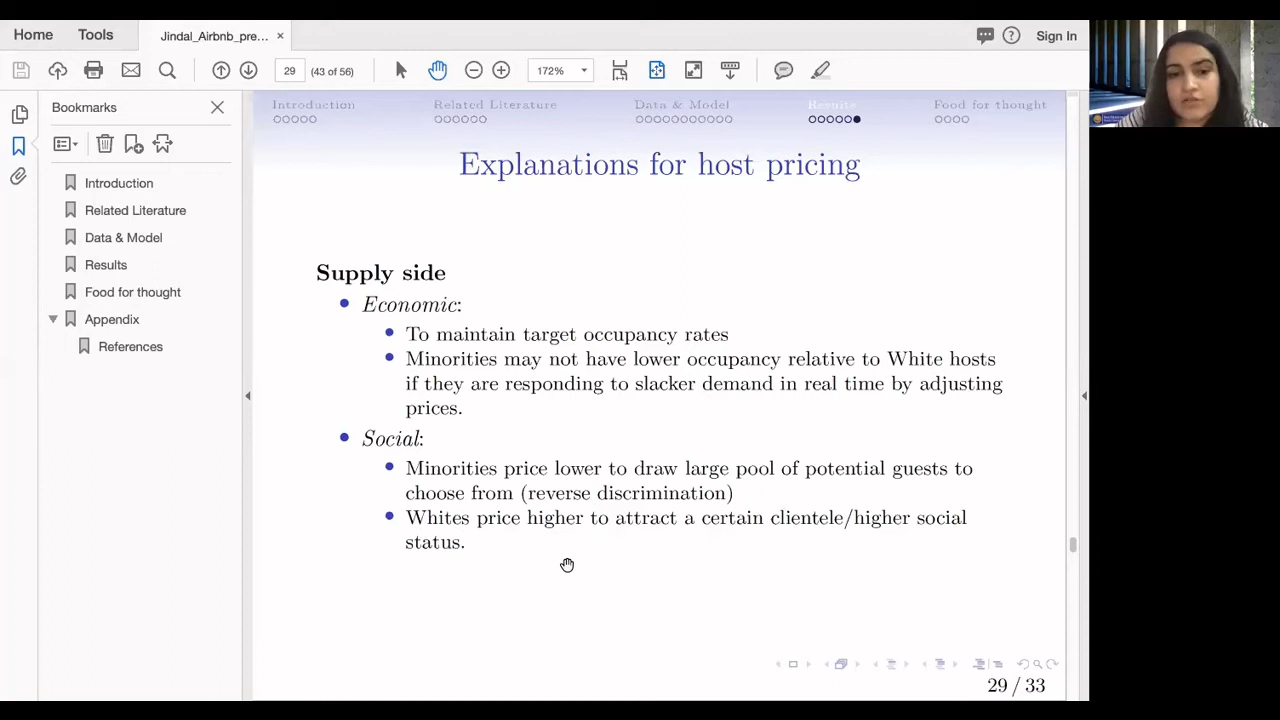 Home Tools Jindal_Airbnb_pre... × Sign In
29 (43 of 56) 172%
Bookmarks
Introduction
Related Literature
Data & Model
Results
Food for thought
Appendix
References
Introduction Related Literature Data & Model Results Food for thought
Explanations for host pricing
Supply side
Economic:
To maintain target occupancy rates
Minorities may not have lower occupancy relative to White hosts
if they are responding to slacker demand in real time by adjusting
prices.
Social:
Minorities price lower to draw large pool of potential guests to
choose from (reverse discrimination)
Whites price higher to attract a certain clientele/higher social
status.
29 / 33